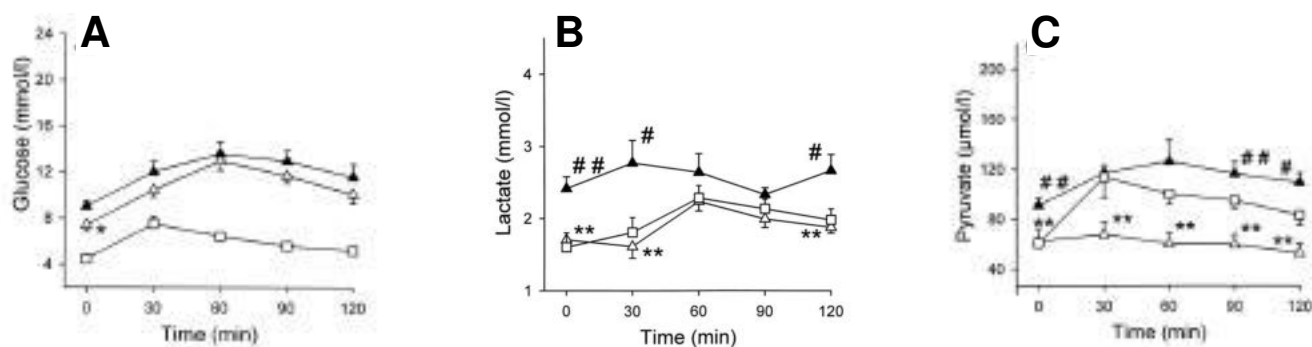 A
Glucose (mmol/l)
24
20
16
12
8
4
*
0 30 60 90 120
Time (min)
B
Lactate (mmol/l)
4
3
2
1
# #
#
#
**
**
**
0 30 60 90 120
Time (min)
C
Pyruvate (µmol/l)
200
160
120
80
40
# #
# #
#
**
**
**
**
**
0 30 60 90 120
Time (min)